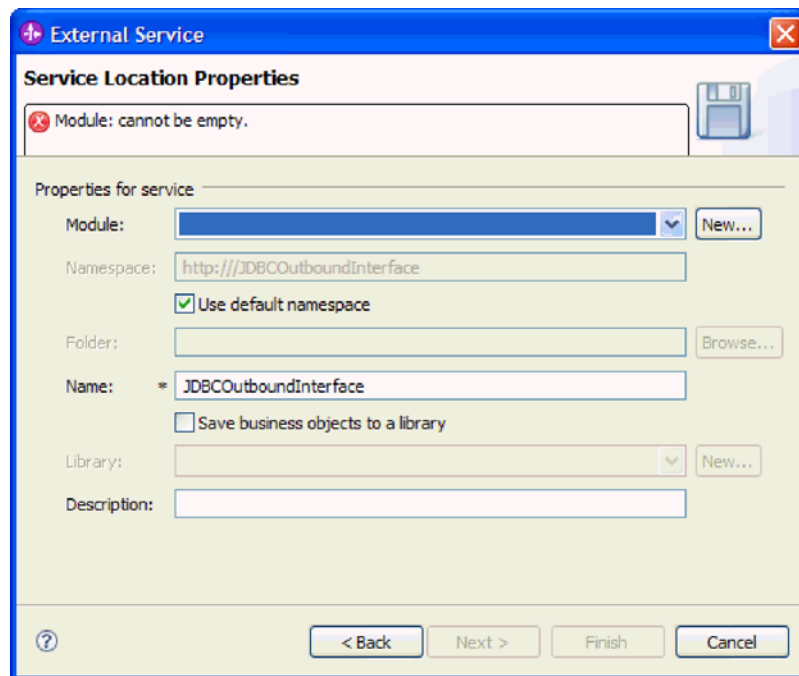 External Service
Service Location Properties
Module: cannot be empty.
Properties for service
Module: New...
Namespace: http:///JDBCOutboundInterface
Use default namespace
Folder: Browse...
Name: * JDBCOutboundInterface
Save business objects to a library
Library: New...
Description:
? < Back Next > Finish Cancel